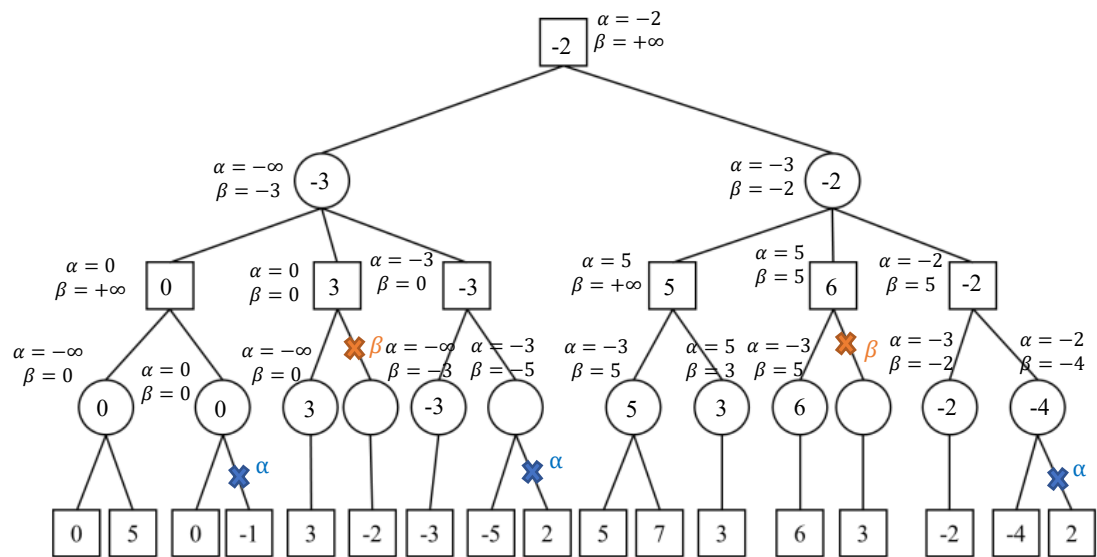 α = −2
β = +∞
-2
α = −∞
β = −3
-3
α = −3
β = −2
-2
α = 0
β = +∞
0
α = 0
β = 0
3
α = −3
β = 0
-3
α = 5
β = +∞
5
α = 5
β = 5
6
α = −2
β = 5
-2
β
β
α = −∞
β = 0
0
α = 0
β = 0
0
α = −∞
β = 0
3
α = −∞
β = −3
-3
α = −3
β = −5
α = −3
β = 5
5
α = 5
β = 3
3
α = −3
β = 5
6
α = −3
β = −2
-2
α = −2
β = −4
-4
α
α
α
0 5 0 -1 3 -2 -3 -5 2 5 7 3 6 3 -2 -4 2